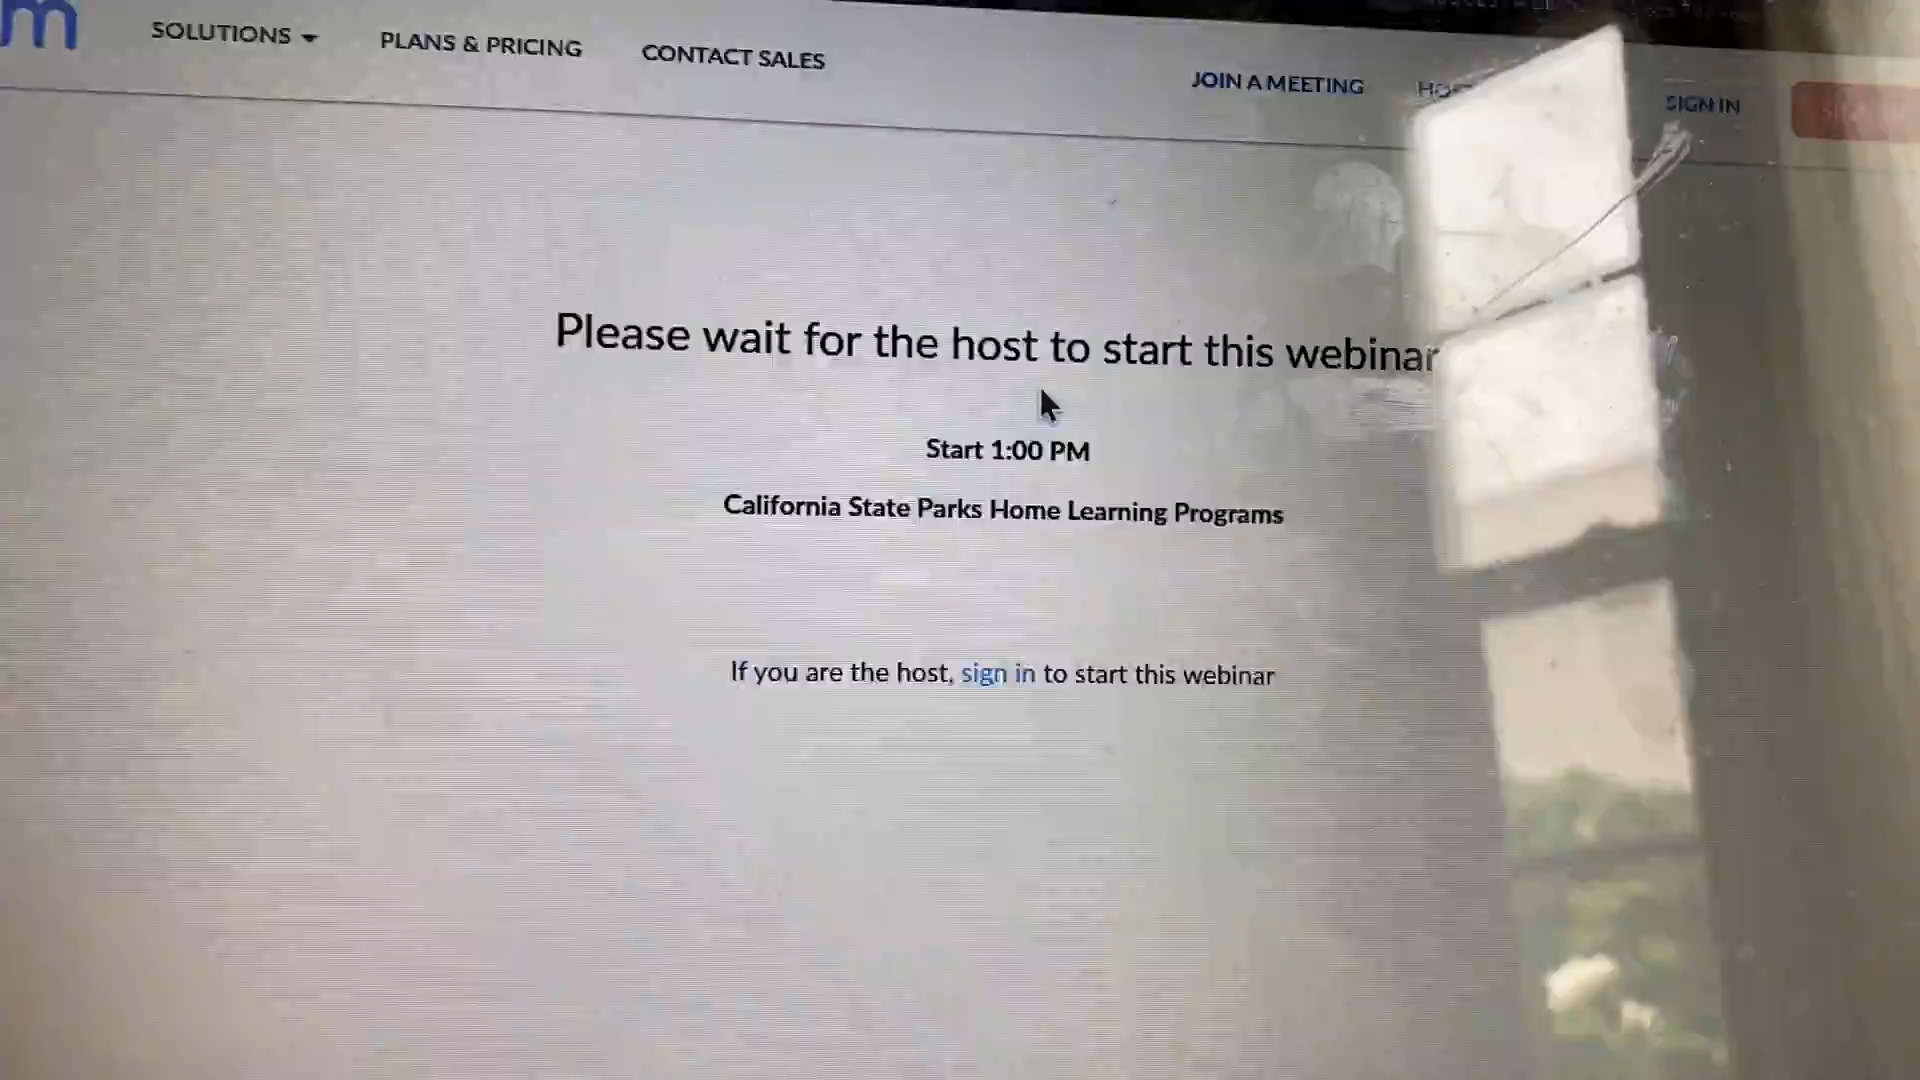 m SOLUTIONS PLANS & PRICING CONTACT SALES JOIN A MEETING SIGN IN
Please wait for the host to start this webinar
Start 1:00 PM
California State Parks Home Learning Programs
If you are the host, sign in to start this webinar